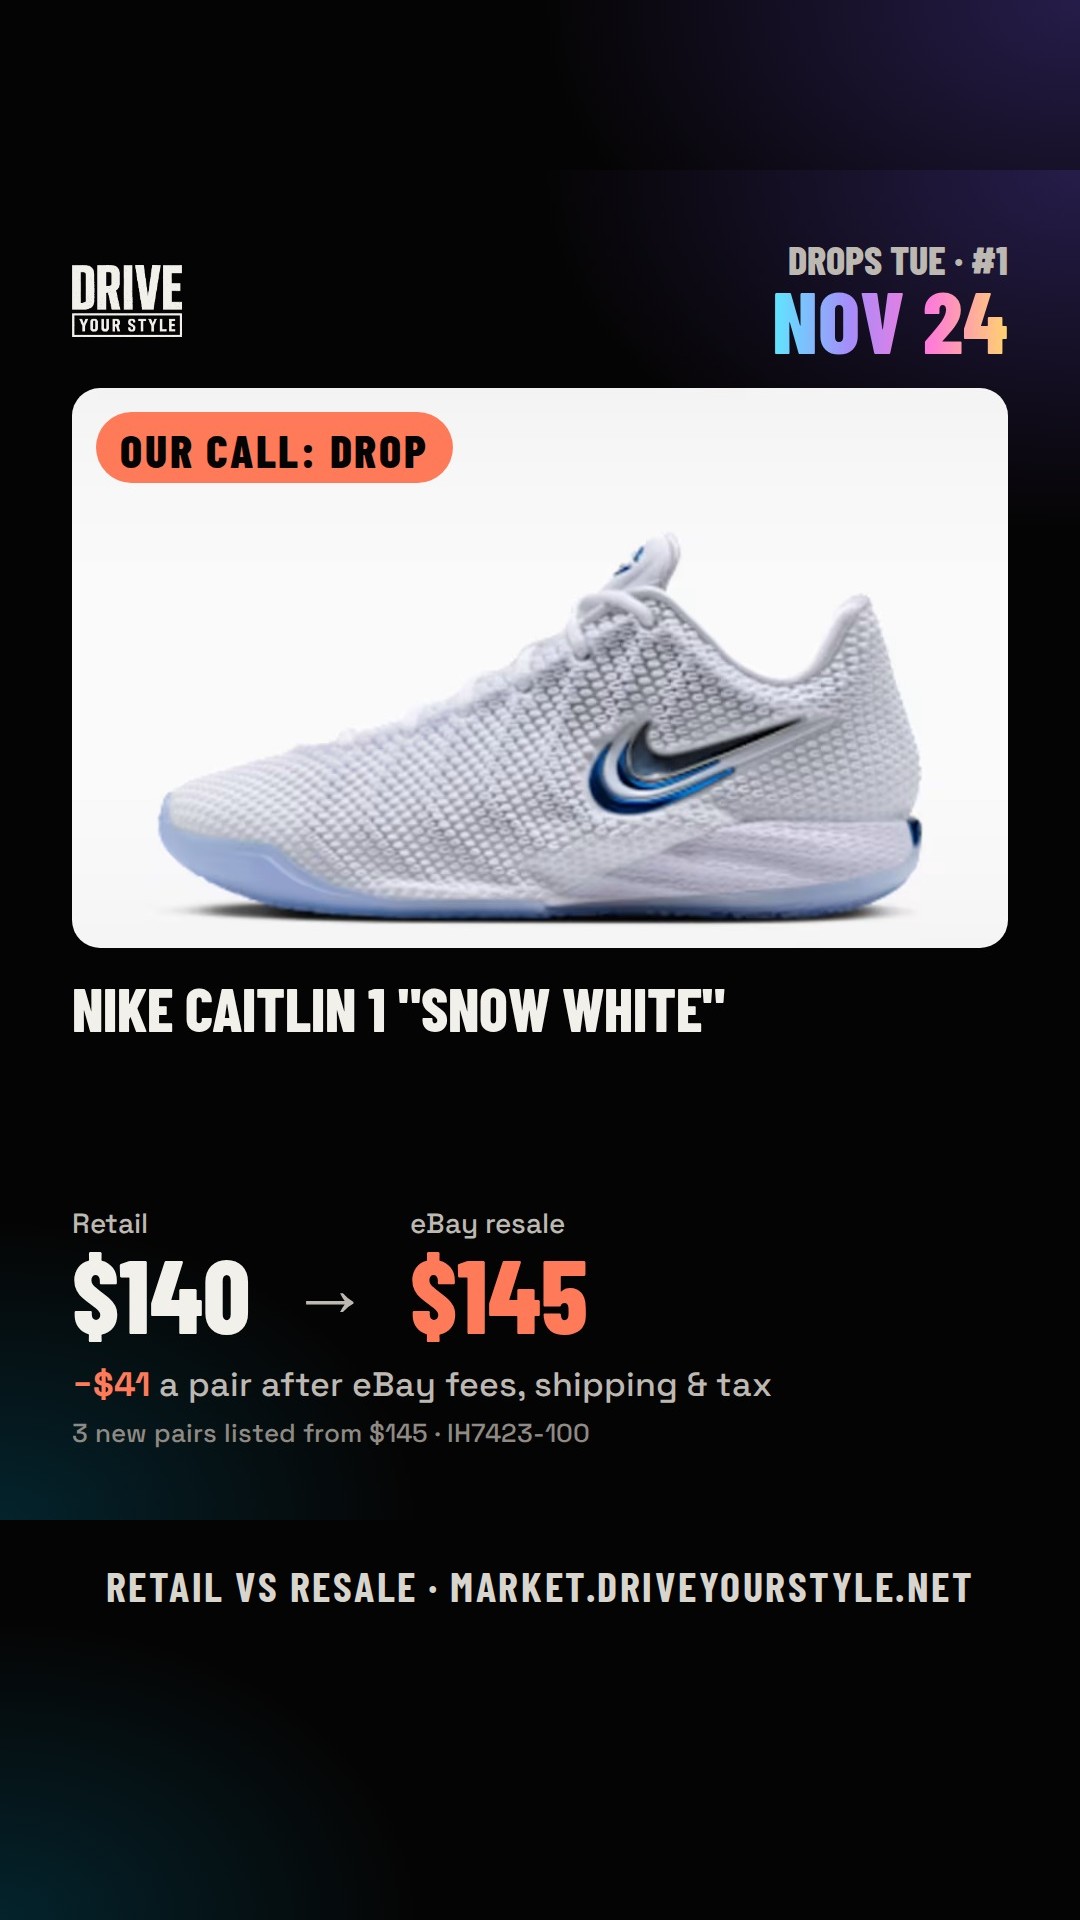 DRIVE
YOUR STYLE
DROPS TUE · #1
NOV 24
OUR CALL: DROP
NIKE CAITLIN 1 "SNOW WHITE"
Retail
$140
→
eBay resale
$145
−$41 a pair after eBay fees, shipping & tax
3 new pairs listed from $145 · IH7423-100
RETAIL VS RESALE · MARKET.DRIVEYOURSTYLE.NET